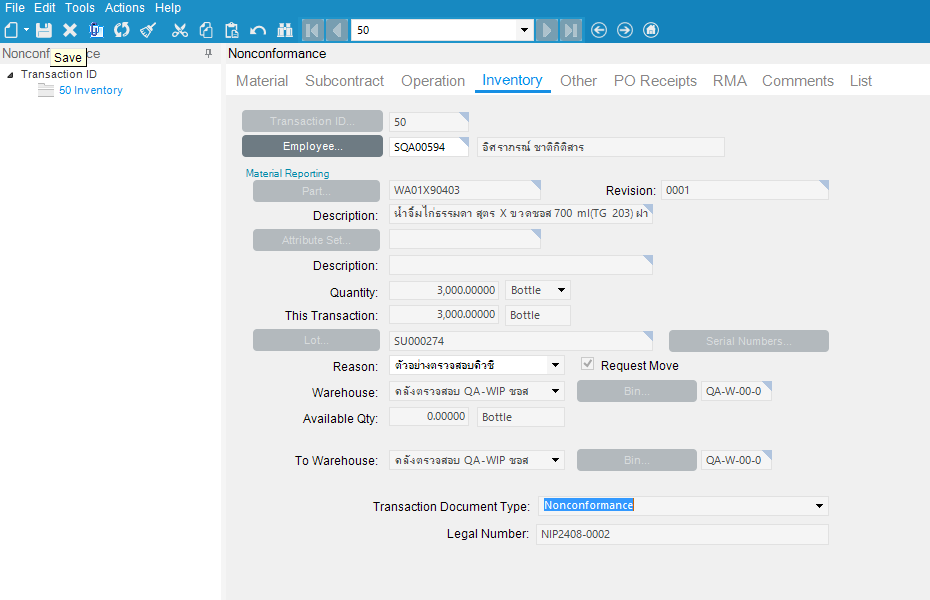 File Edit Tools Actions Help
50
Nonconformance
Save
Nonconformance
Transaction ID
50 Inventory
Material Subcontract Operation Inventory Other PO Receipts RMA Comments List
Transaction ID... 50
Employee... SQA00594 อิศราภรณ์ ชาติกิติสาร
Material Reporting
Part... WA01X90403 Revision: 0001
Description: น้ำจิ้มไก่ธรรมดา สูตร X ขวดซอส 700 ml(TG 203) ฝา
Attribute Set...
Description:
Quantity: 3,000.00000 Bottle
This Transaction: 3,000.00000 Bottle
Lot... SU000274 Serial Numbers...
Reason: ตัวอย่างตรวจสอบคิวซี Request Move
Warehouse: คลังตรวจสอบ QA-WIP ซอส Bin... QA-W-00-0
Available Qty: 0.00000 Bottle
To Warehouse: คลังตรวจสอบ QA-WIP ซอส Bin... QA-W-00-0
Transaction Document Type: Nonconformance
Legal Number: NIP2408-0002